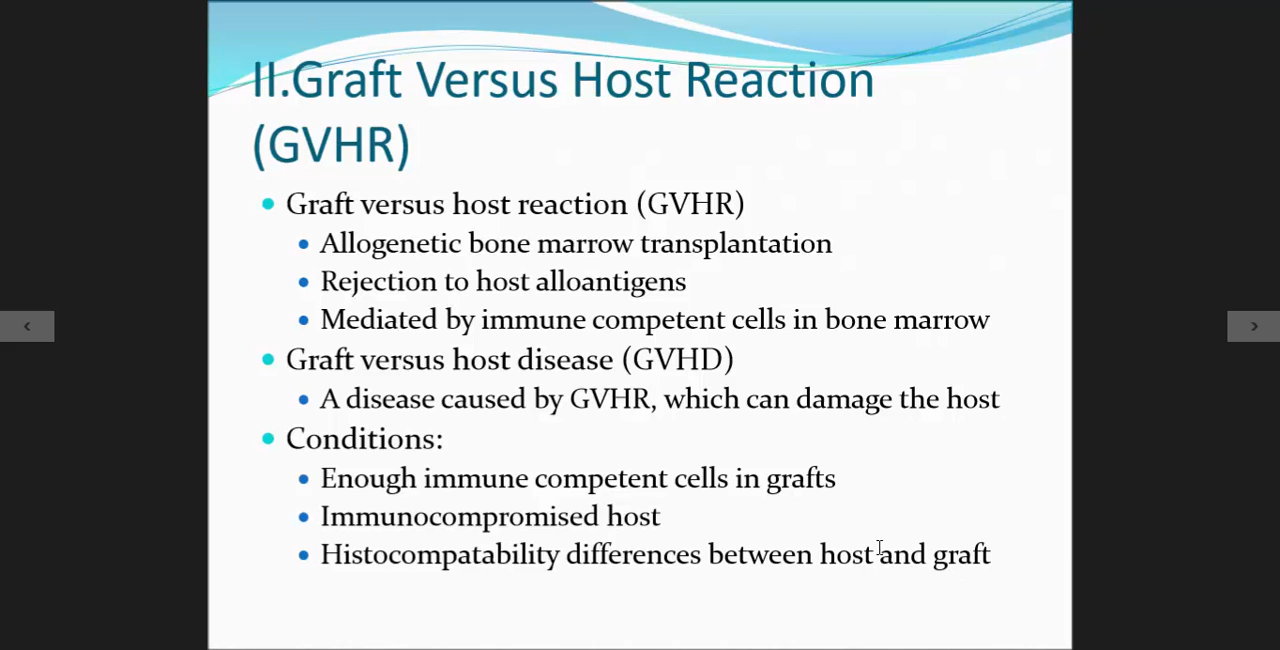 II.Graft Versus Host Reaction
(GVHR)
Graft versus host reaction (GVHR)
Allogenetic bone marrow transplantation
Rejection to host alloantigens
Mediated by immune competent cells in bone marrow
Graft versus host disease (GVHD)
A disease caused by GVHR, which can damage the host
Conditions:
Enough immune competent cells in grafts
Immunocompromised host
Histocompatability differences between host and graft